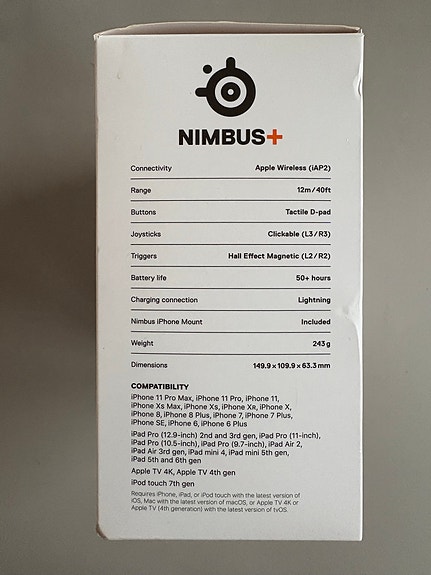 NIMBUS+
Connectivity Apple Wireless (iAP2)
Range 12m/40ft
Buttons Tactile D-pad
Joysticks Clickable (L3/R3)
Triggers Hall Effect Magnetic (L2/R2)
Battery life 50+ hours
Charging connection Lightning
Nimbus iPhone Mount Included
Weight 243g
Dimensions 149.9 x 109.9 x 63.3mm
COMPATIBILITY
iPhone 11 Pro Max, iPhone 11 Pro, iPhone 11,
iPhone Xs Max, iPhone Xs, iPhone XR, iPhone X,
iPhone 8, iPhone 8 Plus, iPhone 7, iPhone 7 Plus,
iPhone SE, iPhone 6, iPhone 6 Plus
iPad Pro (12.9-inch) 2nd and 3rd gen, iPad Pro (11-inch),
iPad Pro (10.5-inch), iPad Pro (9.7-inch), iPad Air 2,
iPad Air 3rd gen, iPad mini 4, iPad mini 5th gen,
iPad 5th and 6th gen
Apple TV 4K, Apple TV 4th gen
iPod touch 7th gen
Requires iPhone, iPad, or iPod touch with the latest version of
iOS, Mac with the latest version of macOS, or Apple TV 4K or
Apple TV (4th generation) with the latest version of tvOS.